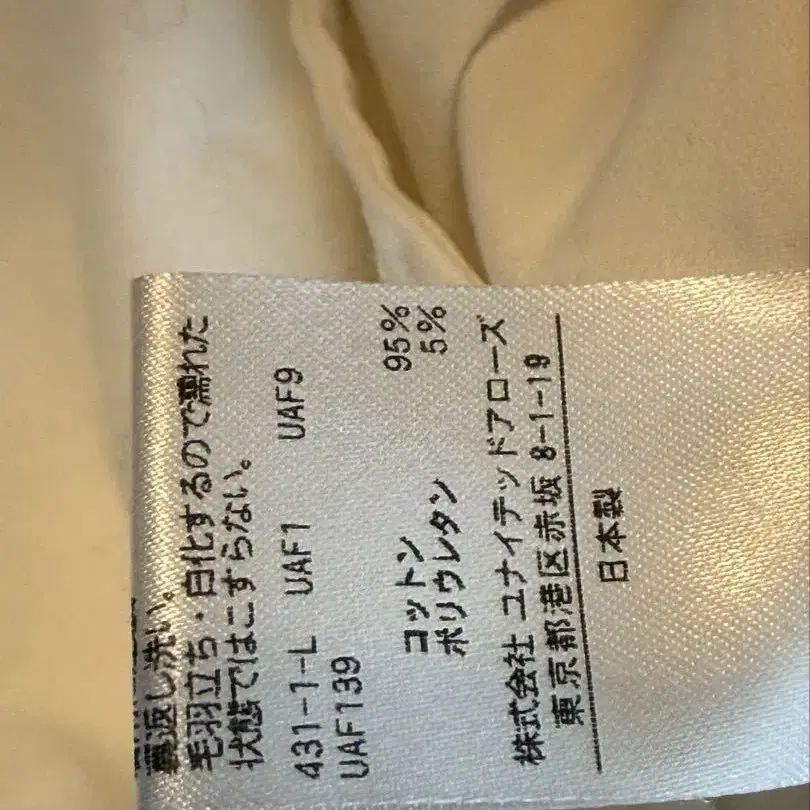 裏返し洗い。
毛羽立ち・白化するので濡れた
状態ではこすらない。
431-1-L UAF1 UAF9
UAF139
コットン 95%
ポリウレタン 5%
株式会社 ユナイテッドアローズ
東京都港区赤坂 8-1-19
日本製